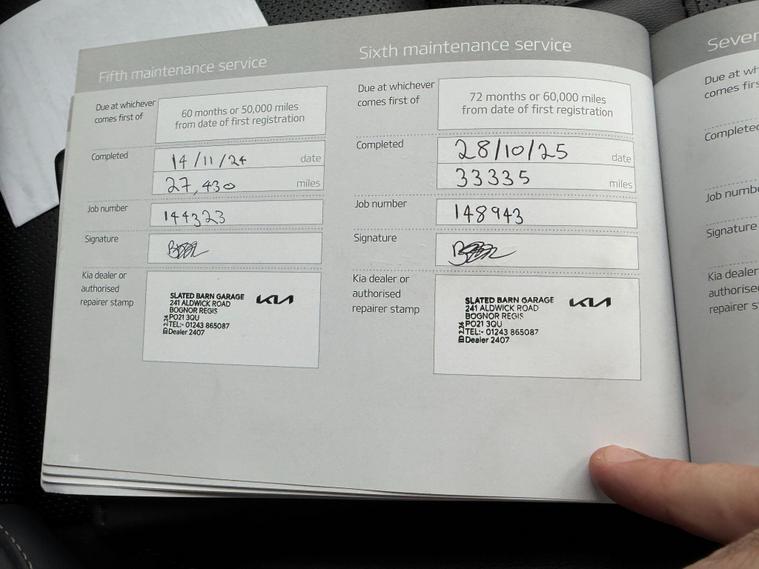 Fifth maintenance service
Due at whichever
comes first of
60 months or 50,000 miles
from date of first registration
Completed
14/11/24 date
27,430 miles
Job number
144323
Signature
Kia dealer or
authorised
repairer stamp
SLATED BARN GARAGE
241 ALDWICK ROAD
BOGNOR REGIS
PO21 3QU
TEL:- 01243 865087
Dealer 2407
KIA
Sixth maintenance service
Due at whichever
comes first of
72 months or 60,000 miles
from date of first registration
Completed
28/10/25 date
33335 miles
Job number
148943
Signature
Kia dealer or
authorised
repairer stamp
SLATED BARN GARAGE
241 ALDWICK ROAD
BOGNOR REGIS
PO21 3QU
TEL:- 01243 865087
Dealer 2407
KIA
Due at
comes
Job
Signature
Kia dealer
repairer